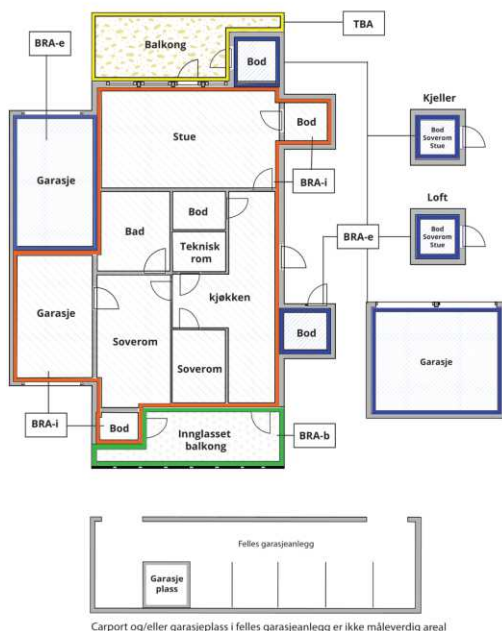 TBA
BRA-e
Balkong
Bod
Kjeller
Bod
Soverom
Stue
Stue
Bod
Garasje
BRA-i
Loft
Bod
Soverom
Stue
Bad
Bod
Teknisk
rom
BRA-e
Garasje
kjøkken
Soverom
Bod
Soverom
Garasje
BRA-i
Bod
Innglasset
balkong
BRA-b
Felles garasjeanlegg
Garasje
plass
Carport og/eller garasjeplass i felles garasjeanlegg er ikke måleverdig areal